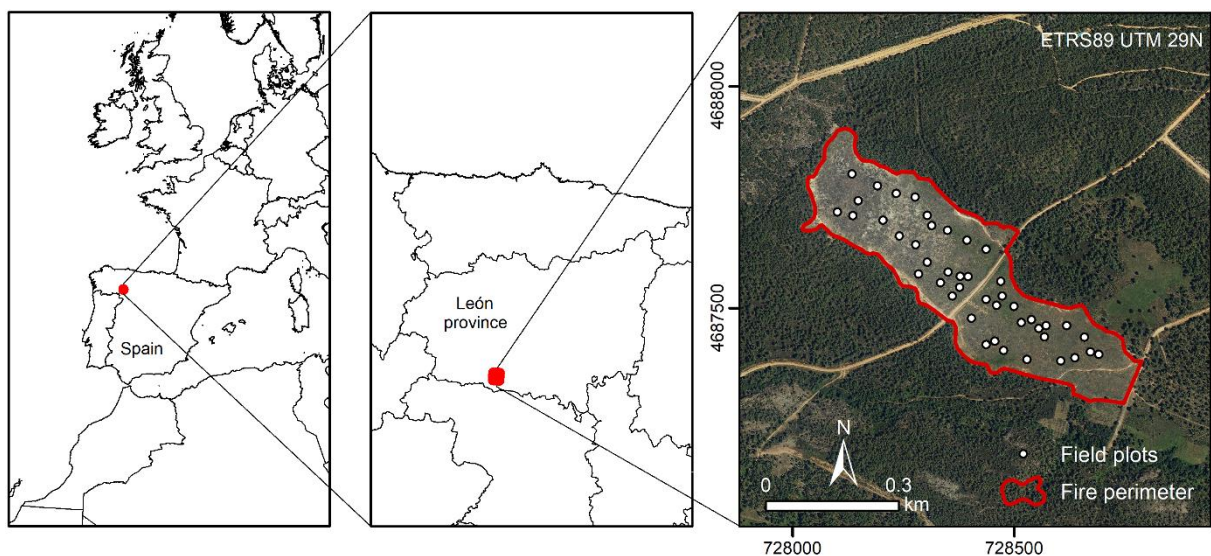 Spain
León
province
ETRS89 UTM 29N
4688000
4687500
N
0 0.3
km
Field plots
Fire perimeter
728000 728500